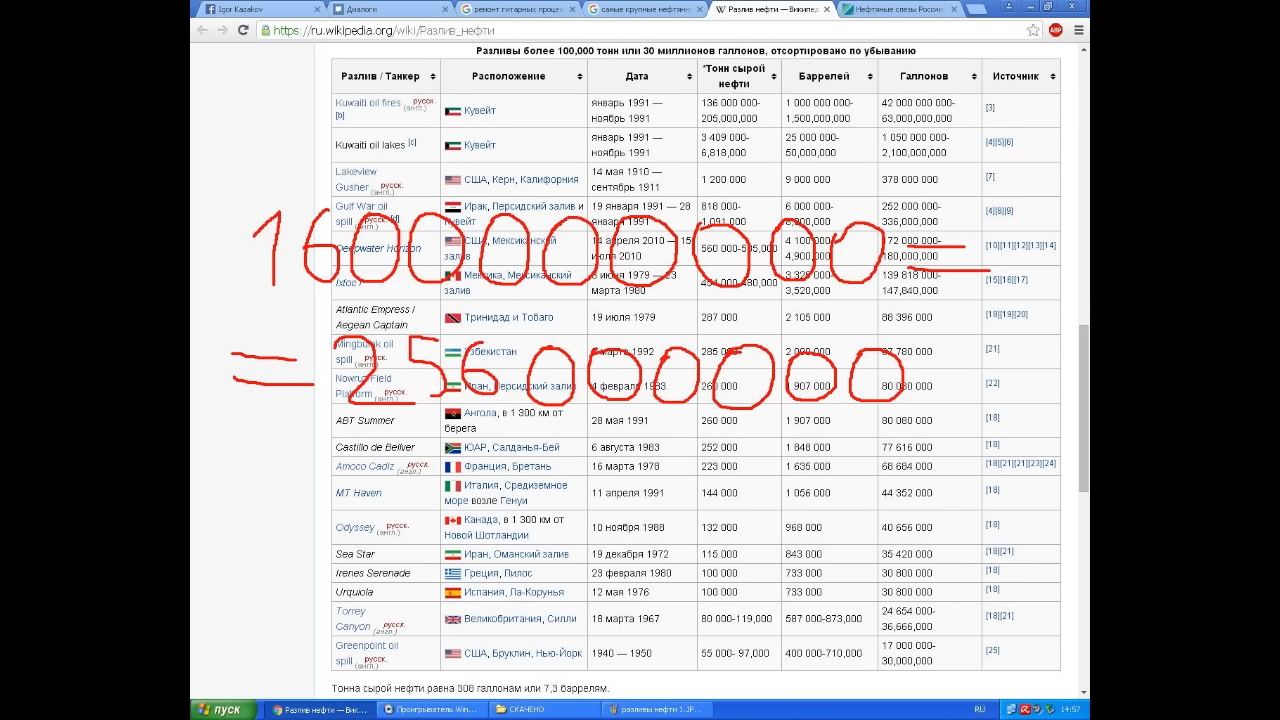 Igor Kazakov
Диалоги
ремонт гитарных процес
самые крупные нефтянн
Разлив нефти — Википед
Нефтяные слезы России
https://ru.wikipedia.org/wiki/Разлив_нефти
ABP
Разливы более 100,000 тонн или 30 миллионов галлонов, отсортировано по убыванию
Разлив / Танкер Расположение Дата *Тонн сырой нефти Баррелей Галлонов Источник
Kuwaiti oil fires русск. (англ.) [b] Кувейт январь 1991 — ноябрь 1991 136 000 000-205,000,000 1 000 000 000-1,500,000,000 42 000 000 000-63,000,000,000 [3]
Kuwaiti oil lakes [c] Кувейт январь 1991 — ноябрь 1991 3 409 000-6,818,000 25 000 000-50,000,000 1 050 000 000-2,100,000,000 [4][5][6]
Lakeview Gusher русск. (англ.) США, Керн, Калифорния 14 мая 1910 — сентябрь 1911 1 200 000 9 000 000 378 000 000 [7]
Gulf War oil spill русск. [d] Ирак, Персидский залив и Кувейт 19 января 1991 — 28 января 1991 818 000-1,091,000 6 000 000-8,000,000 252 000 000-336,000,000 [4][8][9]
1600000000=
Deepwater Horizon США, Мексиканский залив 14 апреля 2010 — 15 июля 2010 560 000-585,000 4 100 000-4,900,000 172 000 000-180,000,000 [10][11][12][13][14]
Ixtoc I Мексика, Мексиканский залив 3 июня 1979 — 23 марта 1980 454 000-480,000 3 329 000-3,520,000 139 818 000-147,840,000 [15][16][17]
Atlantic Empress / Aegean Captain Тринидад и Тобаго 19 июля 1979 287 000 2 105 000 88 396 000 [18][19][20]
=256000000
Mingbulak oil spill русск. (англ.) Узбекистан марта 1992 285 000 780 000 [21]
Nowruz Field Platform русск. (англ.) Иран, Персидский залив 4 февраля 1983 260 000 1 907 000 80 080 000 [22]
ABT Summer Ангола, в 1 300 км от берега 28 мая 1991 260 000 1 907 000 80 080 000 [18]
Castillo de Bellver ЮАР, Салданья-Бей 6 августа 1983 252 000 1 848 000 77 616 000 [18]
Amoco Cadiz русск. (англ.) Франция, Бретань 16 марта 1978 223 000 1 635 000 68 684 000 [18][21][21][23][24]
MT Haven Италия, Средиземное море возле Генуи 11 апреля 1991 144 000 1 056 000 44 352 000 [18]
Odyssey русск. (англ.) Канада, в 1 300 км от Новой Шотландии 10 ноября 1988 132 000 968 000 40 656 000 [18]
Sea Star Иран, Оманский залив 19 декабря 1972 115 000 843 000 35 420 000 [18][21]
Irenes Serenade Греция, Пилос 23 февраля 1980 100 000 733 000 30 800 000 [18]
Urquiola Испания, Ла-Корунья 12 мая 1976 100 000 733 000 30 800 000 [18]
Torrey Canyon русск. (англ.) Великобритания, Силли 18 марта 1967 80 000-119,000 587 000-873,000 24 654 000-36,666,000 [18][21]
Greenpoint oil spill русск. (англ.) США, Бруклин, Нью-Йорк 1940 — 1950 55 000- 97,000 400 000-710,000 17 000 000-30,000,000 [25]
Тонна сырой нефти равна 308 галлонам или 7,3 баррелям.
пуск
Разлив нефти — Вик...
Проигрыватель Win...
СКАЧЕНО
разливы нефти 1.JP...
RU
14:57